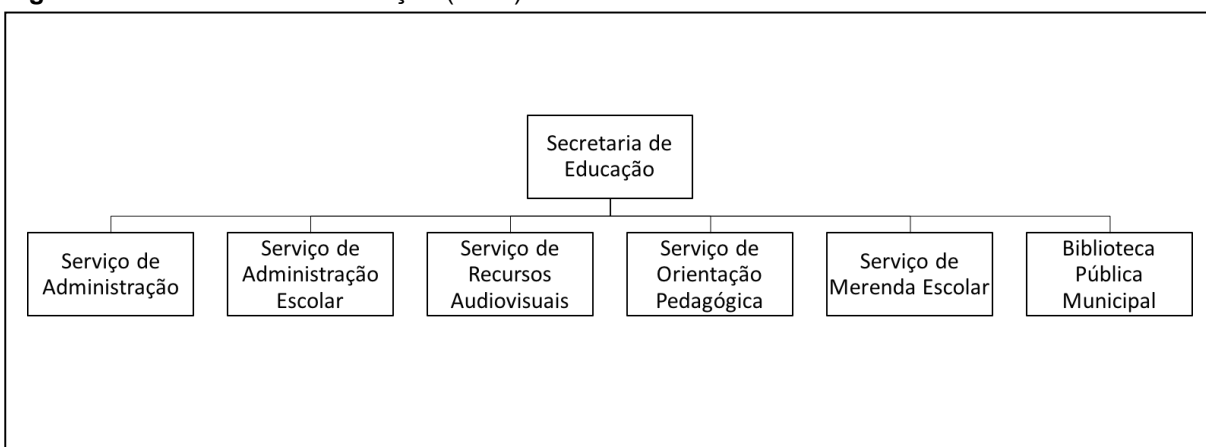 Secretaria de
Educação
Serviço de
Administração
Serviço de
Administração
Escolar
Serviço de
Recursos
Audiovisuais
Serviço de
Orientação
Pedagógica
Serviço de
Merenda Escolar
Biblioteca
Pública
Municipal